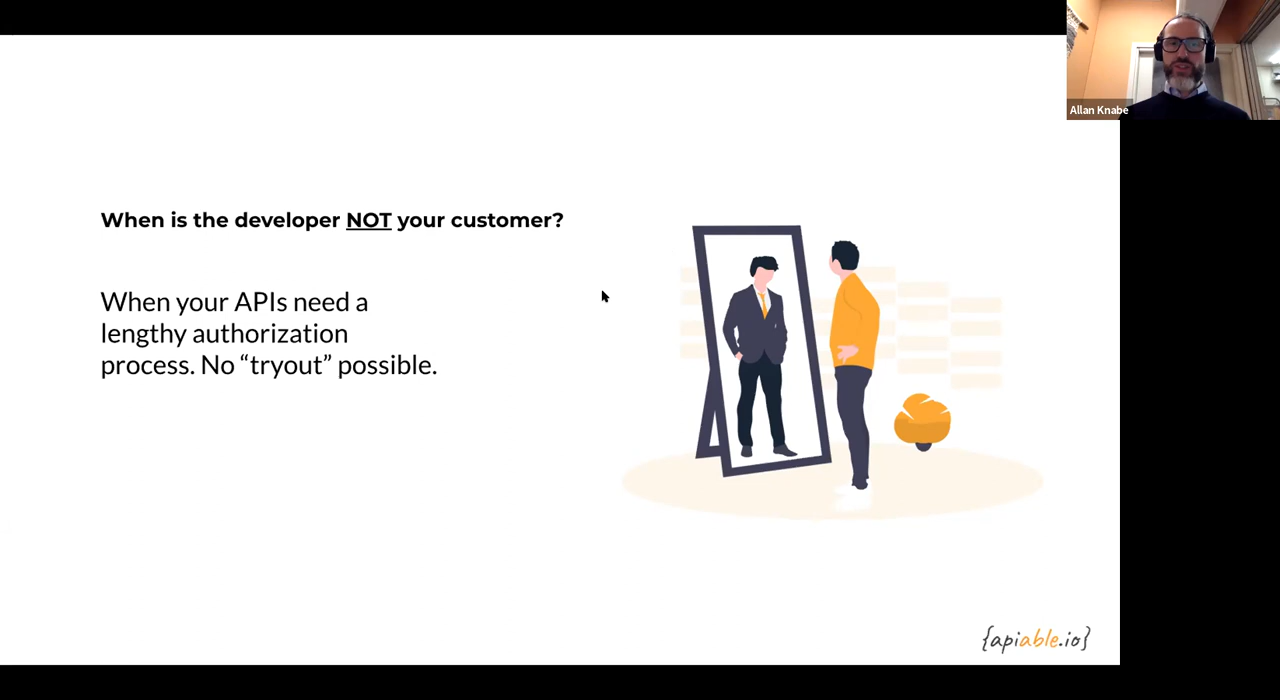 Allan Knabe
When is the developer NOT your customer?
When your APIs need a
lengthy authorization
process. No “tryout” possible.
{apiable.io}